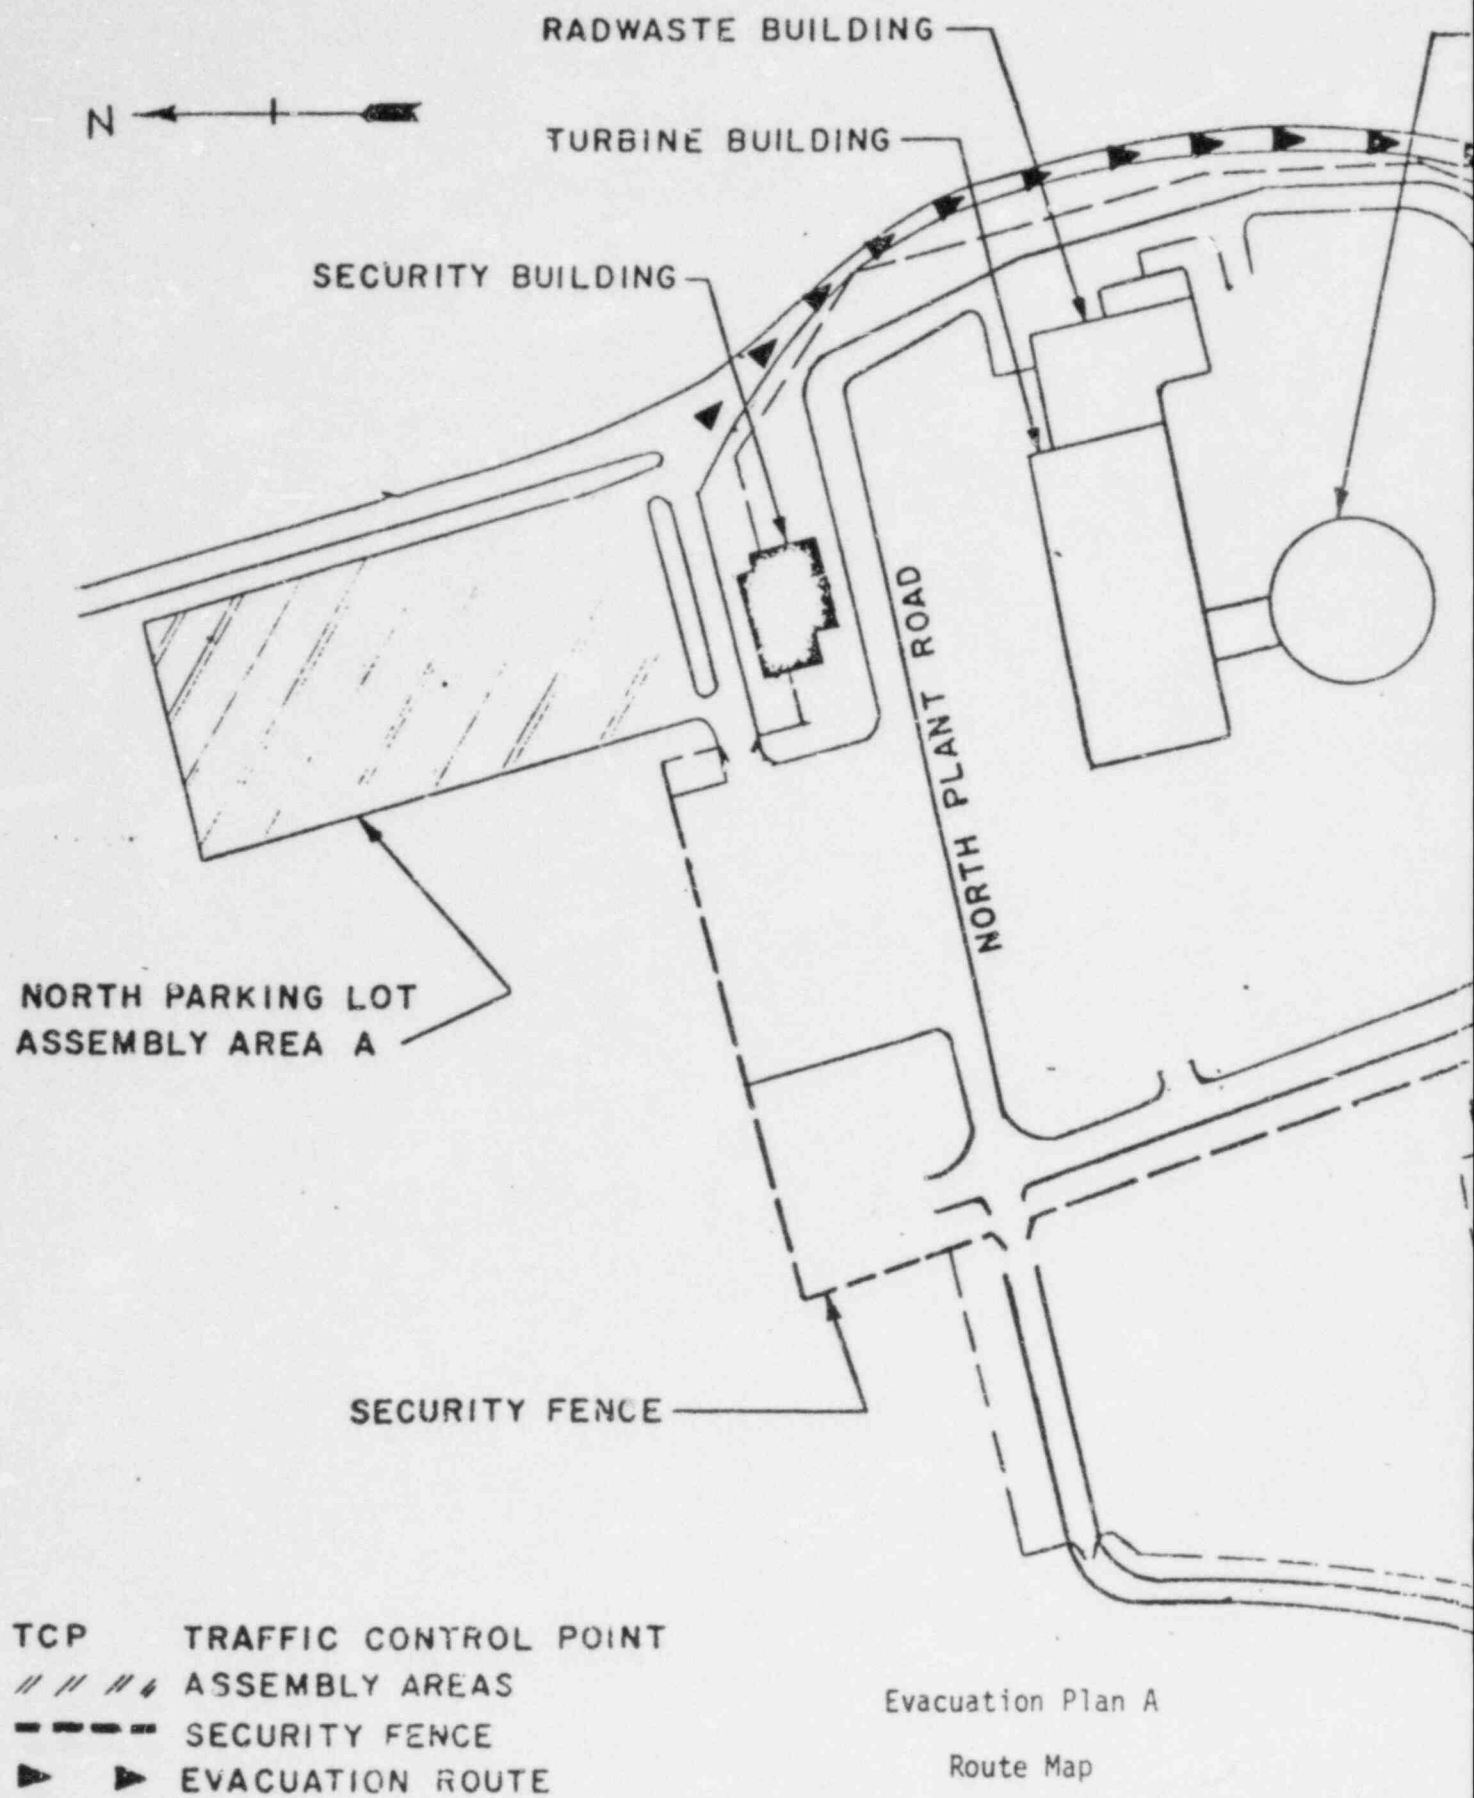 RADWASTE BUILDING
N
TURBINE BUILDING
SECURITY BUILDING
NORTH PLANT ROAD
NORTH PARKING LOT
ASSEMBLY AREA A
SECURITY FENCE
TCP TRAFFIC CONTROL POINT
ASSEMBLY AREAS
SECURITY FENCE
EVACUATION ROUTE
Evacuation Plan A
Route Map